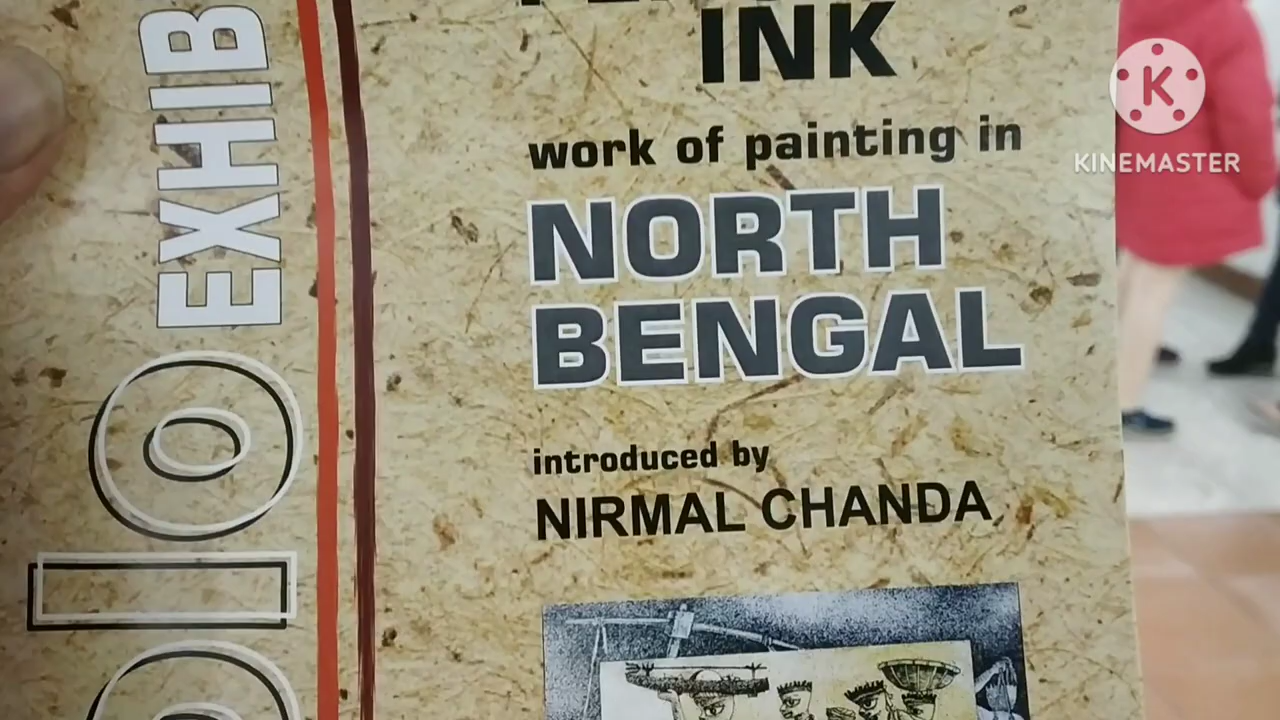 INK
work of painting in
NORTH
BENGAL
introduced by
NIRMAL CHANDA
EXHIB
K
KINEMASTER